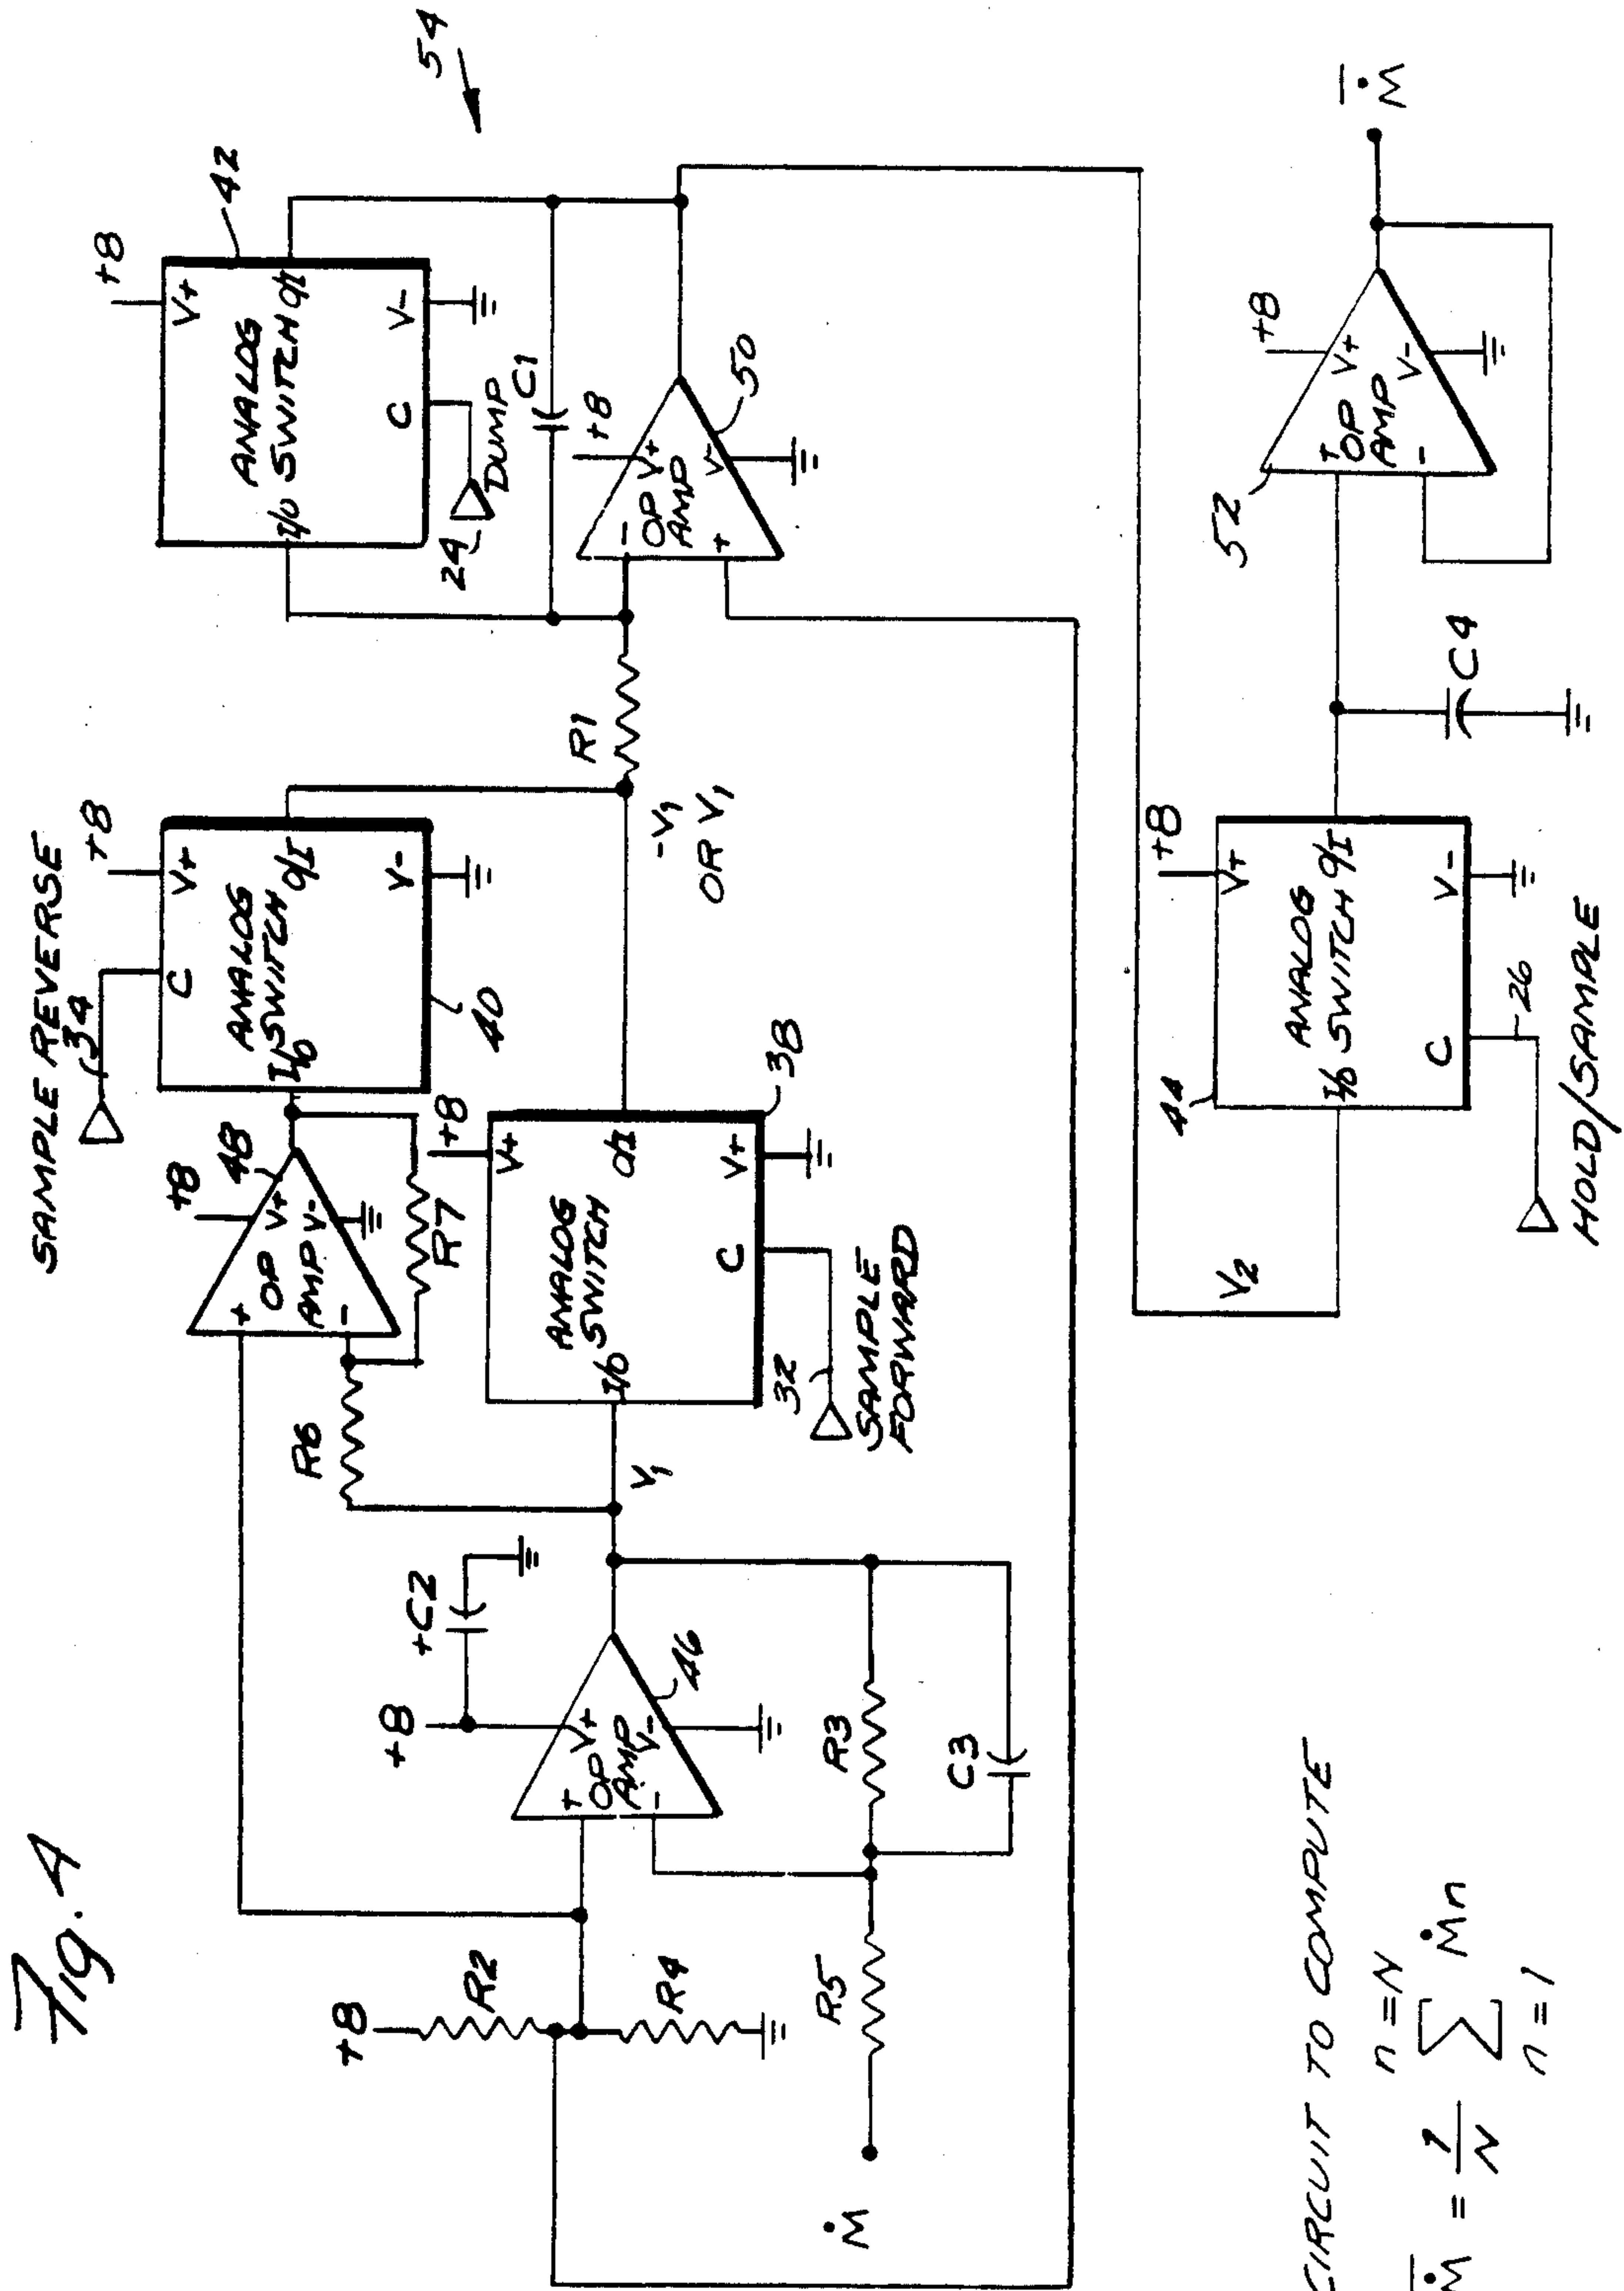 Fig. 4
SAMPLE REVERSE
34
+8
C
V+
ANALOG
SWITCH
I/O
O/I
V-
40
+8
V+
ANALOG
SWITCH
I/O
O/I
C
V-
42
24
DUMP
54
+8
48
+
OP
V+
AMP
V-
-
R7
R6
+8
V+
ANALOG
SWITCH
I/O
O/I
C
V+
38
32
SAMPLE
FORWARD
V1
-V1
OR V1
R1
C1
+8
-
OP
V+
AMP
V-
+
50
+8
R2
R4
+8
+C2
+
OP
V+
AMP
V-
-
46
R3
C3
R5
Ṁ
V2
44
+8
V+
ANALOG
SWITCH
I/O
O/I
C
V-
26
HOLD/SAMPLE
C4
52
+8
+
OP
V+
AMP
V-
-
Ṁ̄
CIRCUIT TO COMPUTE
n=N
Ṁ̄ = 1/N ∑ Ṁn
n=1